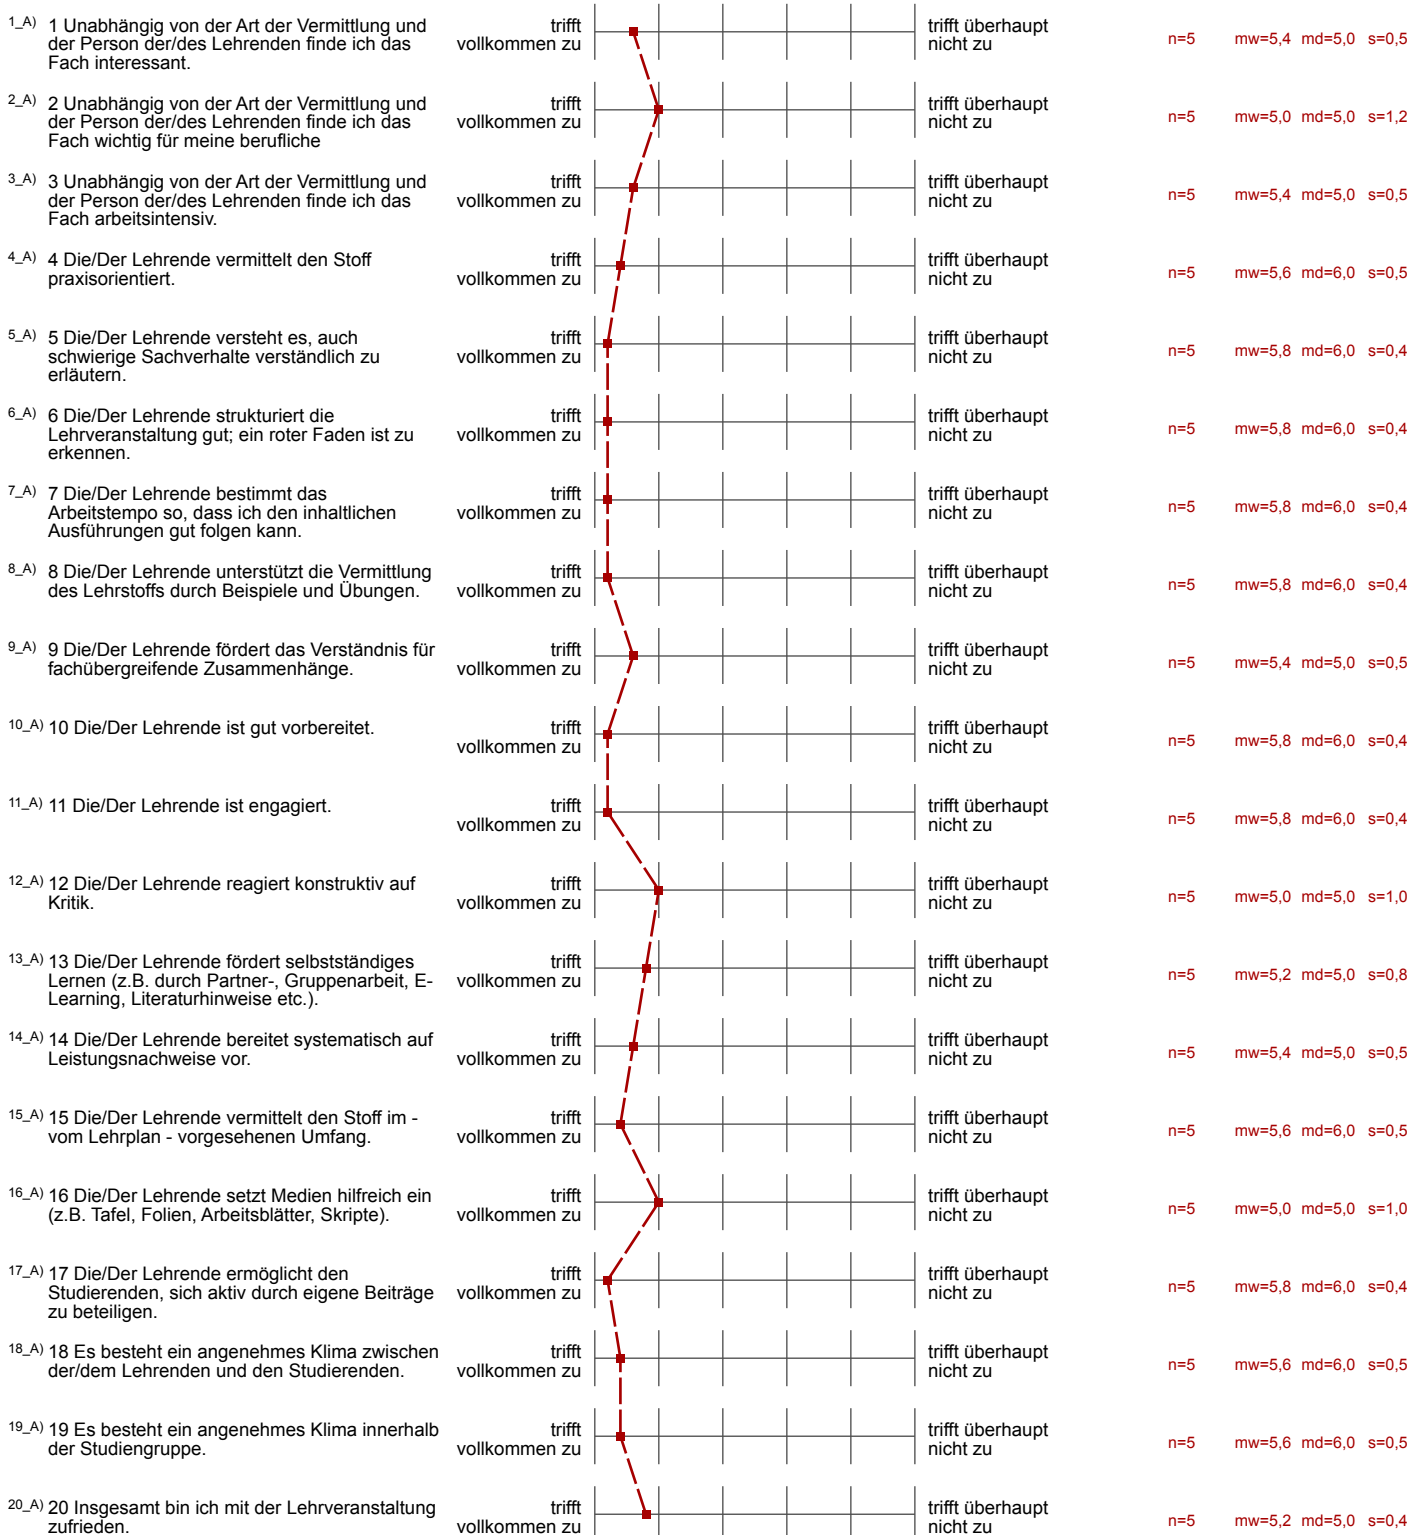 1_A) 1 Unabhängig von der Art der Vermittlung und
der Person der/des Lehrenden finde ich das
Fach interessant.
trifft
vollkommen zu
trifft überhaupt
nicht zu
n=5 mw=5,4 md=5,0 s=0,5
2_A) 2 Unabhängig von der Art der Vermittlung und
der Person der/des Lehrenden finde ich das
Fach wichtig für meine berufliche
trifft
vollkommen zu
trifft überhaupt
nicht zu
n=5 mw=5,0 md=5,0 s=1,2
3_A) 3 Unabhängig von der Art der Vermittlung und
der Person der/des Lehrenden finde ich das
Fach arbeitsintensiv.
trifft
vollkommen zu
trifft überhaupt
nicht zu
n=5 mw=5,4 md=5,0 s=0,5
4_A) 4 Die/Der Lehrende vermittelt den Stoff
praxisorientiert.
trifft
vollkommen zu
trifft überhaupt
nicht zu
n=5 mw=5,6 md=6,0 s=0,5
5_A) 5 Die/Der Lehrende versteht es, auch
schwierige Sachverhalte verständlich zu
erläutern.
trifft
vollkommen zu
trifft überhaupt
nicht zu
n=5 mw=5,8 md=6,0 s=0,4
6_A) 6 Die/Der Lehrende strukturiert die
Lehrveranstaltung gut; ein roter Faden ist zu
erkennen.
trifft
vollkommen zu
trifft überhaupt
nicht zu
n=5 mw=5,8 md=6,0 s=0,4
7_A) 7 Die/Der Lehrende bestimmt das
Arbeitstempo so, dass ich den inhaltlichen
Ausführungen gut folgen kann.
trifft
vollkommen zu
trifft überhaupt
nicht zu
n=5 mw=5,8 md=6,0 s=0,4
8_A) 8 Die/Der Lehrende unterstützt die Vermittlung
des Lehrstoffs durch Beispiele und Übungen.
trifft
vollkommen zu
trifft überhaupt
nicht zu
n=5 mw=5,8 md=6,0 s=0,4
9_A) 9 Die/Der Lehrende fördert das Verständnis für
fachübergreifende Zusammenhänge.
trifft
vollkommen zu
trifft überhaupt
nicht zu
n=5 mw=5,4 md=5,0 s=0,5
10_A) 10 Die/Der Lehrende ist gut vorbereitet.
trifft
vollkommen zu
trifft überhaupt
nicht zu
n=5 mw=5,8 md=6,0 s=0,4
11_A) 11 Die/Der Lehrende ist engagiert.
trifft
vollkommen zu
trifft überhaupt
nicht zu
n=5 mw=5,8 md=6,0 s=0,4
12_A) 12 Die/Der Lehrende reagiert konstruktiv auf
Kritik.
trifft
vollkommen zu
trifft überhaupt
nicht zu
n=5 mw=5,0 md=5,0 s=1,0
13_A) 13 Die/Der Lehrende fördert selbstständiges
Lernen (z.B. durch Partner-, Gruppenarbeit, E-
Learning, Literaturhinweise etc.).
trifft
vollkommen zu
trifft überhaupt
nicht zu
n=5 mw=5,2 md=5,0 s=0,8
14_A) 14 Die/Der Lehrende bereitet systematisch auf
Leistungsnachweise vor.
trifft
vollkommen zu
trifft überhaupt
nicht zu
n=5 mw=5,4 md=5,0 s=0,5
15_A) 15 Die/Der Lehrende vermittelt den Stoff im -
vom Lehrplan - vorgesehenen Umfang.
trifft
vollkommen zu
trifft überhaupt
nicht zu
n=5 mw=5,6 md=6,0 s=0,5
16_A) 16 Die/Der Lehrende setzt Medien hilfreich ein
(z.B. Tafel, Folien, Arbeitsblätter, Skripte).
trifft
vollkommen zu
trifft überhaupt
nicht zu
n=5 mw=5,0 md=5,0 s=1,0
17_A) 17 Die/Der Lehrende ermöglicht den
Studierenden, sich aktiv durch eigene Beiträge
zu beteiligen.
trifft
vollkommen zu
trifft überhaupt
nicht zu
n=5 mw=5,8 md=6,0 s=0,4
18_A) 18 Es besteht ein angenehmes Klima zwischen
der/dem Lehrenden und den Studierenden.
trifft
vollkommen zu
trifft überhaupt
nicht zu
n=5 mw=5,6 md=6,0 s=0,5
19_A) 19 Es besteht ein angenehmes Klima innerhalb
der Studiengruppe.
trifft
vollkommen zu
trifft überhaupt
nicht zu
n=5 mw=5,6 md=6,0 s=0,5
20_A) 20 Insgesamt bin ich mit der Lehrveranstaltung
zufrieden.
trifft
vollkommen zu
trifft überhaupt
nicht zu
n=5 mw=5,2 md=5,0 s=0,4